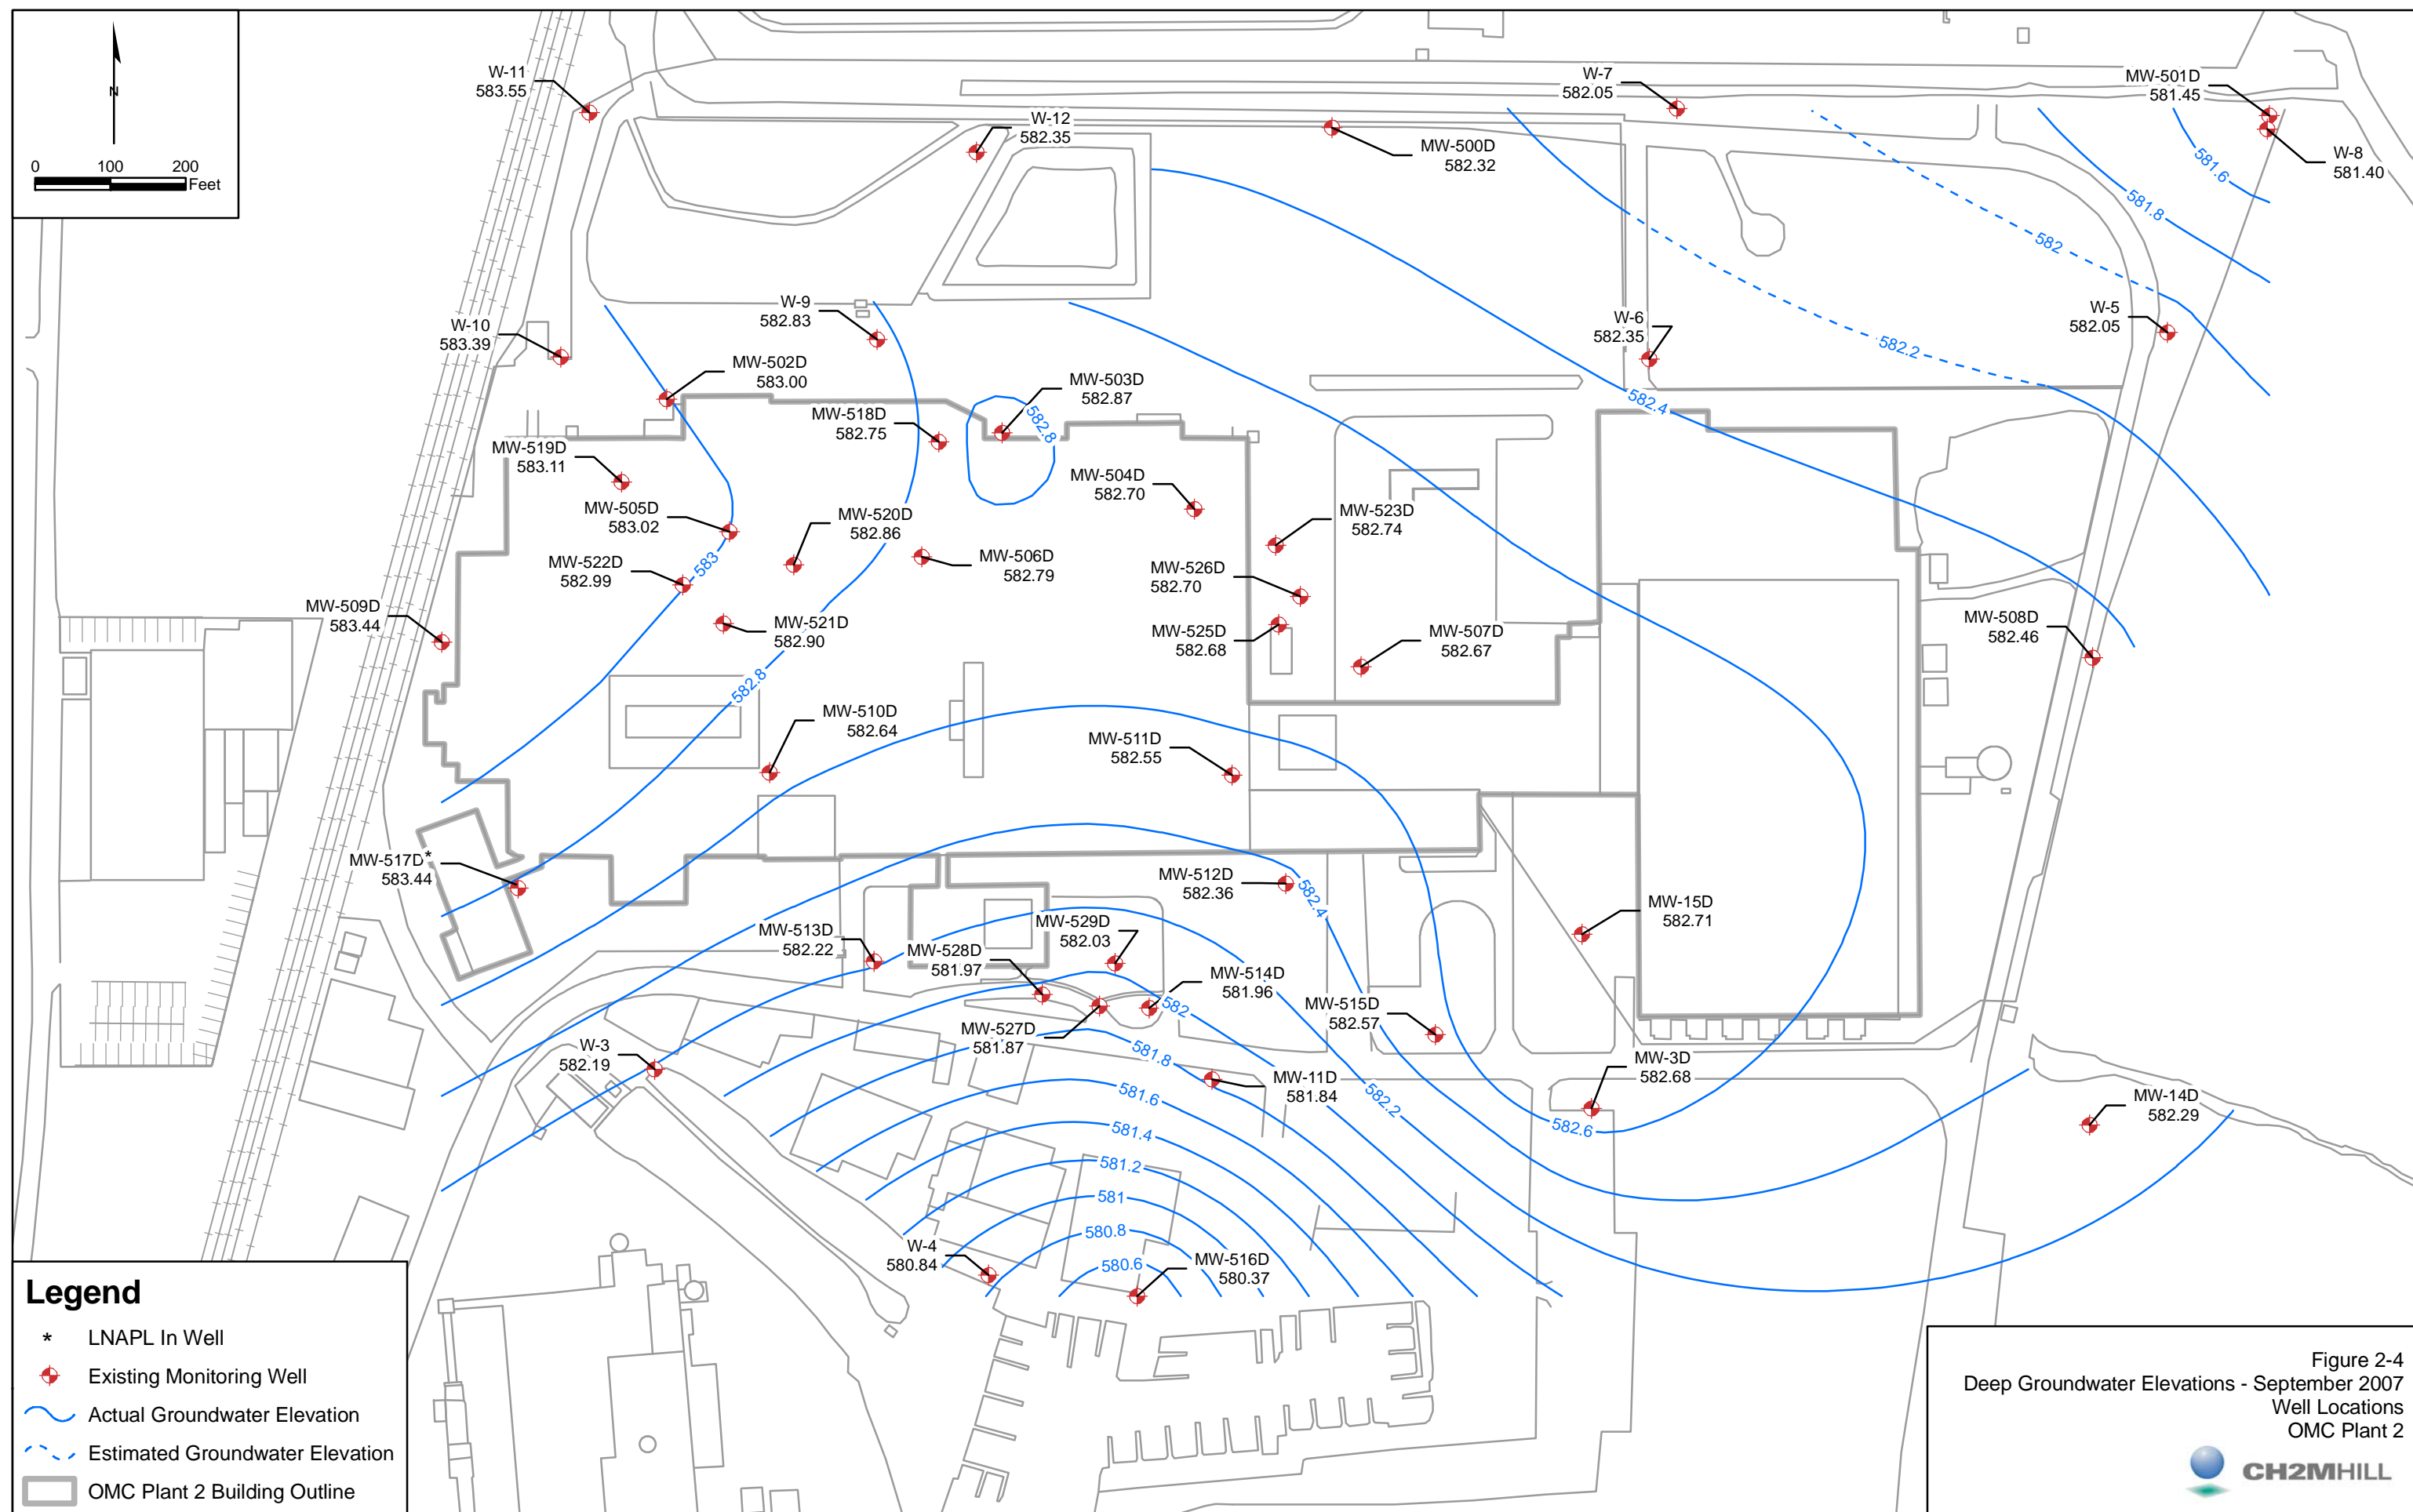 N
0 100 200
Feet
W-11
583.55
W-12
582.35
W-7
582.05
MW-501D
581.45
MW-500D
582.32
W-8
581.40
581.6
581.8
582
W-9
582.83
W-10
583.39
W-6
582.35
W-5
582.05
582.2
MW-502D
583.00
MW-503D
582.87
582.4
MW-518D
582.75
582.8
MW-519D
583.11
MW-504D
582.70
MW-505D
583.02
MW-520D
582.86
MW-523D
582.74
MW-522D
582.99
583
MW-506D
582.79
MW-526D
582.70
MW-509D
583.44
MW-521D
582.90
MW-525D
582.68
MW-507D
582.67
MW-508D
582.46
582.8
MW-510D
582.64
MW-511D
582.55
MW-517D*
583.44
MW-512D
582.36
582.4
MW-15D
582.71
MW-513D
582.22
MW-529D
582.03
MW-528D
581.97
MW-514D
581.96
582
MW-515D
582.57
MW-527D
581.87
581.8
W-3
582.19
MW-3D
582.68
MW-11D
581.84
582.2
581.6
MW-14D
582.29
582.6
581.4
581.2
581
580.8
W-4
580.84
580.6
MW-516D
580.37
Legend
* LNAPL In Well
Existing Monitoring Well
Actual Groundwater Elevation
Estimated Groundwater Elevation
OMC Plant 2 Building Outline
Figure 2-4
Deep Groundwater Elevations - September 2007
Well Locations
OMC Plant 2
CH2MHILL